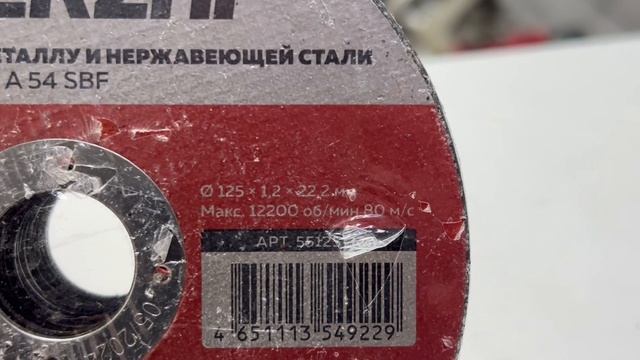 ЕТАЛЛУ И НЕРЖАВЕЮЩЕЙ СТАЛИ
A 54 SBF
Ø 125 × 1,2 × 22,2 мм
Макс. 12200 об/мин 80 м/с
АРТ.
4 651113 549229